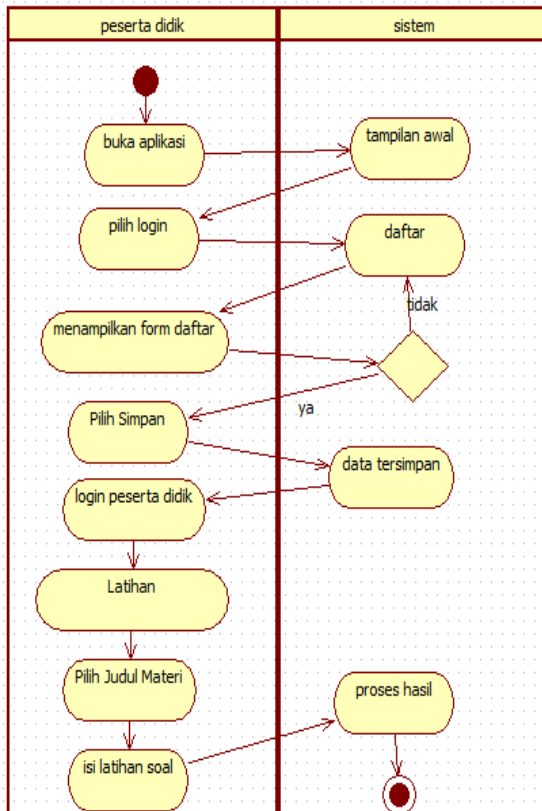 peserta didik
sistem
buka aplikasi
tampilan awal
pilih login
daftar
tidak
menampilkan form daftar
ya
Pilih Simpan
data tersimpan
login peserta didik
Latihan
Pilih Judul Materi
proses hasil
isi latihan soal